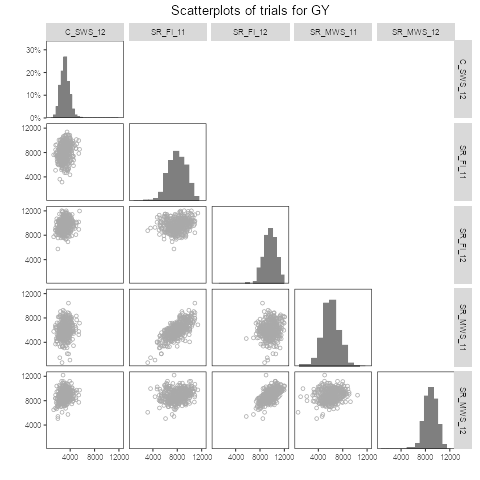 Scatterplots of trials for GY
C_SWS_12 SR_FI_11 SR_FI_12 SR_MWS_11 SR_MWS_12
30%
20%
10%
0%
C_SWS_12
12000
8000
4000
SR_FI_11
12000
8000
4000
SR_FI_12
12000
8000
4000
SR_MWS_11
12000
8000
4000
SR_MWS_12
4000 8000 12000 4000 8000 12000 4000 8000 12000 4000 8000 12000 4000 8000 12000